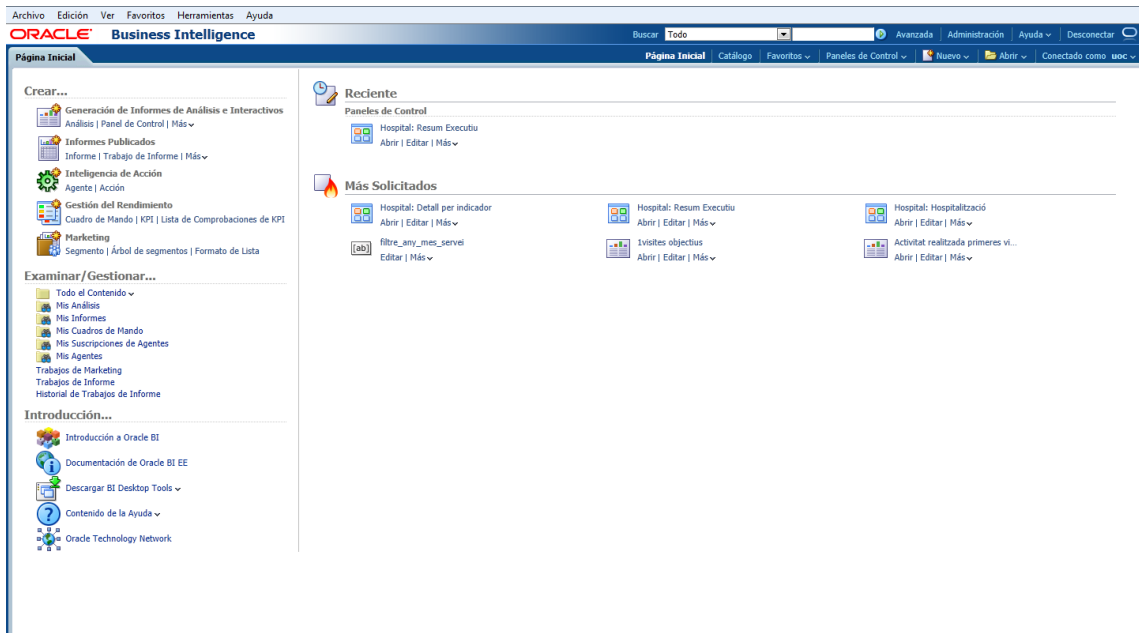 Archivo Edición Ver Favoritos Herramientas Ayuda
ORACLE Business Intelligence
Buscar Todo Avanzada Administración Ayuda Desconectar
Página Inicial
Página Inicial Catálogo Favoritos Paneles de Control Nuevo Abrir Conectado como uoc
Crear...
Generación de Informes de Análisis e Interactivos
Análisis | Panel de Control | Más
Informes Publicados
Informe | Trabajo de Informe | Más
Inteligencia de Acción
Agente | Acción
Gestión del Rendimiento
Cuadro de Mando | KPI | Lista de Comprobaciones de KPI
Marketing
Segmento | Árbol de segmentos | Formato de Lista
Examinar/Gestionar...
Todo el Contenido
Mis Análisis
Mis Informes
Mis Cuadros de Mando
Mis Suscripciones de Agentes
Mis Agentes
Trabajos de Marketing
Trabajos de Informe
Historial de Trabajos de Informe
Introducción...
Introducción a Oracle BI
Documentación de Oracle BI EE
Descargar BI Desktop Tools
Contenido de la Ayuda
Oracle Technology Network
Reciente
Paneles de Control
Hospital: Resum Executiu
Abrir | Editar | Más
Más Solicitados
Hospital: Detall per indicador
Abrir | Editar | Más
Hospital: Resum Executiu
Abrir | Editar | Más
Hospital: Hospitalització
Abrir | Editar | Más
[ab] filtre_any_mes_servei
Editar | Más
1visites objectius
Abrir | Editar | Más
Activitat realitzada primeres vi...
Abrir | Editar | Más